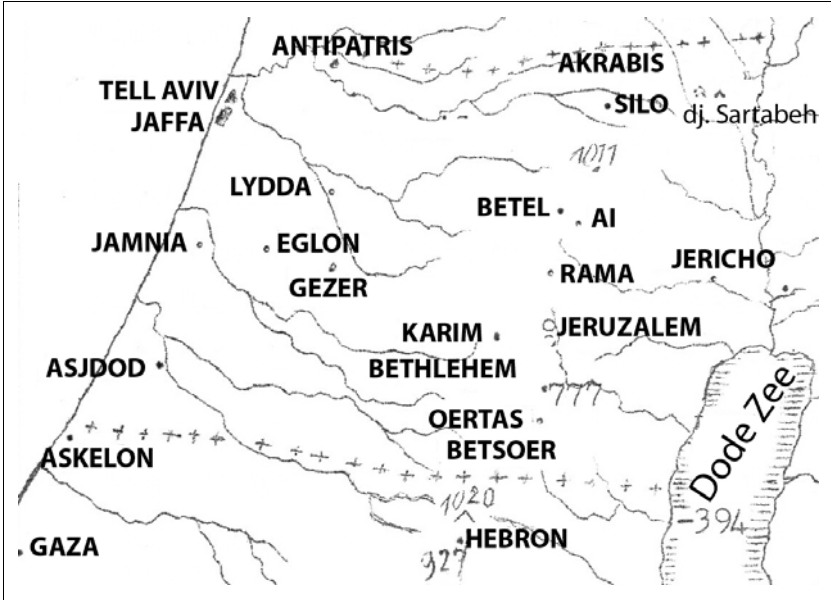 ANTIPATRIS
AKRABIS
TELL AVIV
JAFFA
SILO
dj. Sartabeh
1011
LYDDA
BETEL
AI
JAMNIA
EGLON
GEZER
RAMA
JERICHO
KARIM
JERUZALEM
BETHLEHEM
ASJDOD
777
OERTAS
BETSOER
Dode Zee
ASKELON
-394
1020
HEBRON
927
GAZA